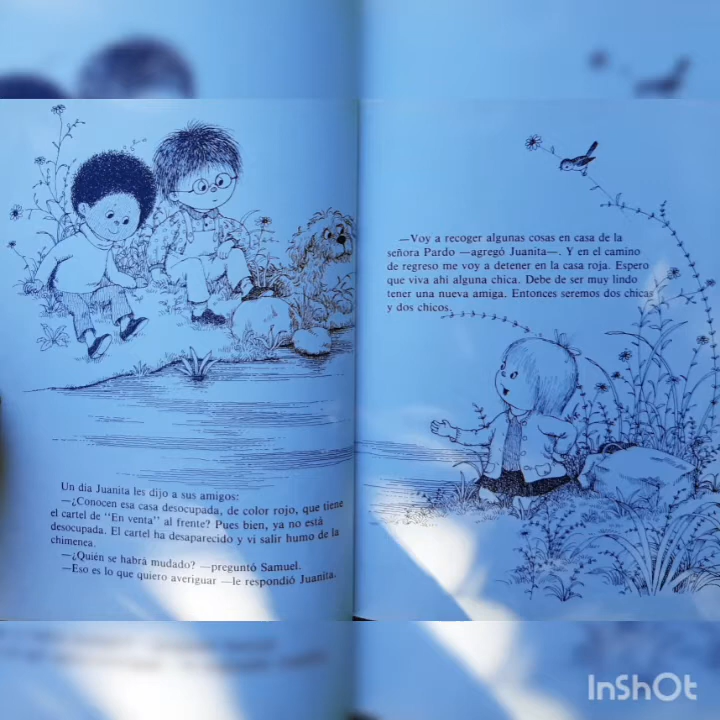 Un día Juanita les dijo a sus amigos:
—¿Conocen esa casa desocupada, de color rojo, que tiene
el cartel de "En venta" al frente? Pues bien, ya no está
desocupada. El cartel ha desaparecido y vi salir humo de la
chimenea.
—¿Quién se habrá mudado? —preguntó Samuel.
—Eso es lo que quiero averiguar —le respondió Juanita.
—Voy a recoger algunas cosas en casa de la
señora Pardo —agregó Juanita—. Y en el camino
de regreso me voy a detener en la casa roja. Espero
que viva ahí alguna chica. Debe de ser muy lindo
tener una nueva amiga. Entonces seremos dos chicas
y dos chicos.
InShOt